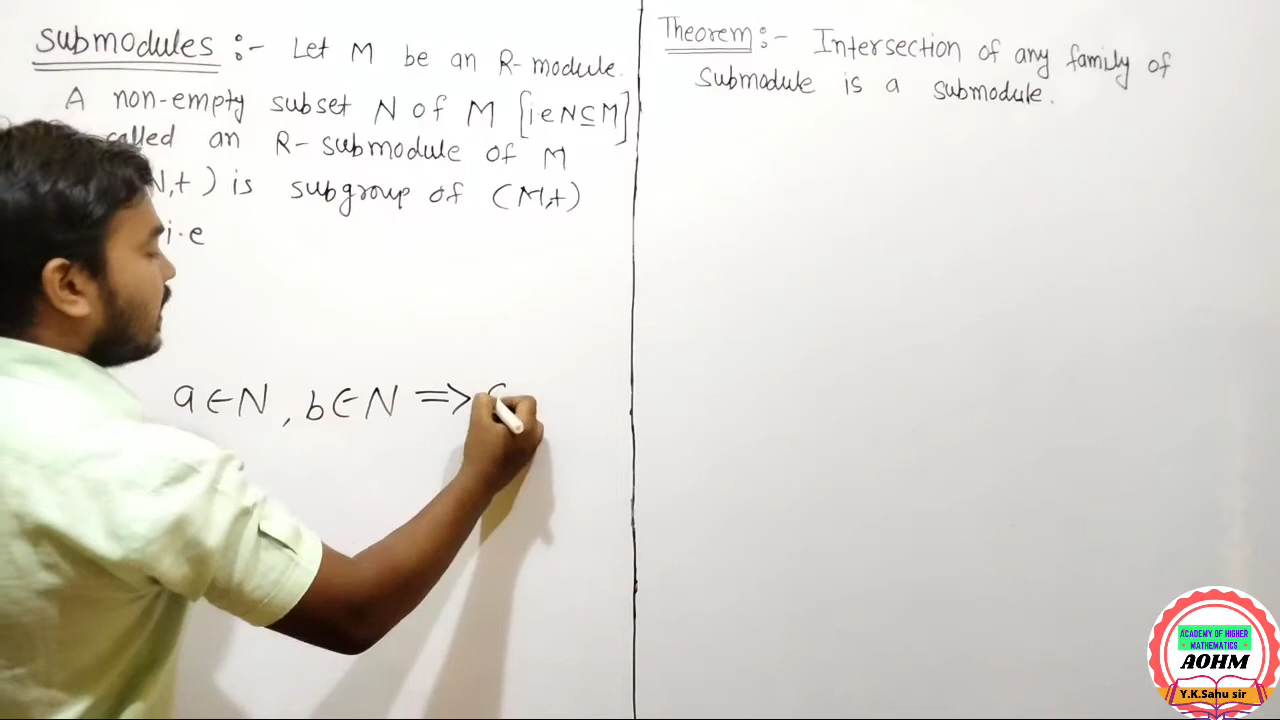 Submodules :- Let M be an R-module.
A non-empty subset N of M [i e N ⊆ M]
called an R-submodule of M
N,+) is subgroup of (M,+)
i.e
a ∈ N , b ∈ N =>
Theorem :- Intersection of any family of
submodule is a submodule.
ACADEMY OF HIGHER
MATHEMATICS
AOHM
Y.K.Sahu sir